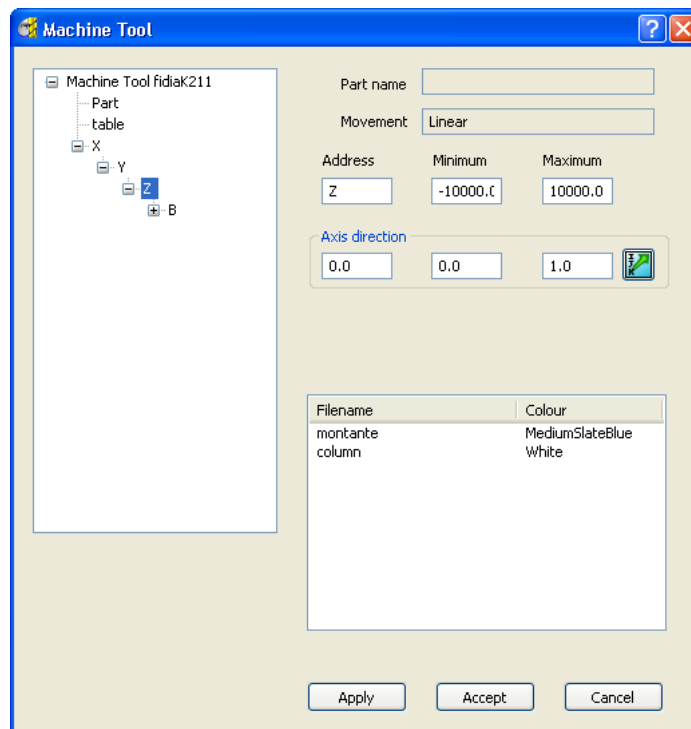 Machine Tool
Machine Tool fidiaK211
Part
table
X
Y
Z
B
Part name
Movement Linear
Address Minimum Maximum
Z -10000.( 10000.0
Axis direction
0.0 0.0 1.0
Filename Colour
montante MediumSlateBlue
column White
Apply Accept Cancel